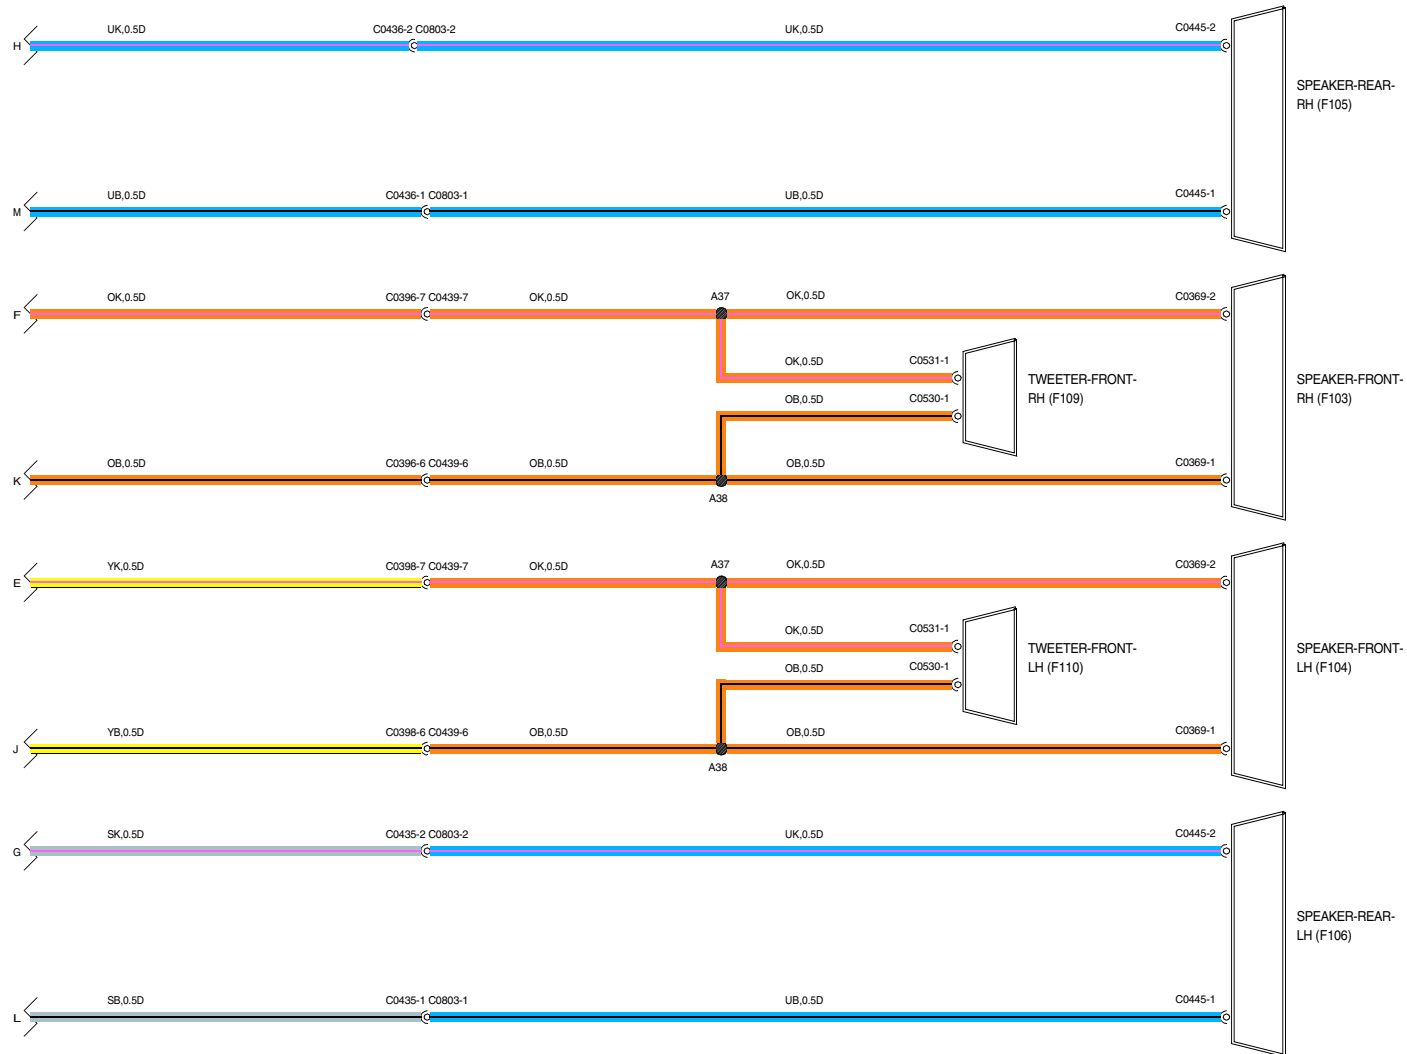 UK,0.5D C0436-2 C0803-2 UK,0.5D C0445-2
H
SPEAKER-REAR-
RH (F105)
UB,0.5D C0436-1 C0803-1 UB,0.5D C0445-1
M
OK,0.5D C0396-7 C0439-7 OK,0.5D A37 OK,0.5D C0369-2
F
OK,0.5D C0531-1
TWEETER-FRONT-
RH (F109)
SPEAKER-FRONT-
RH (F103)
OB,0.5D C0530-1
OB,0.5D C0396-6 C0439-6 OB,0.5D OB,0.5D C0369-1
K
A38
YK,0.5D C0398-7 C0439-7 OK,0.5D A37 OK,0.5D C0369-2
E
OK,0.5D C0531-1
TWEETER-FRONT-
LH (F110)
SPEAKER-FRONT-
LH (F104)
OB,0.5D C0530-1
YB,0.5D C0398-6 C0439-6 OB,0.5D OB,0.5D C0369-1
J
A38
SK,0.5D C0435-2 C0803-2 UK,0.5D C0445-2
G
SPEAKER-REAR-
LH (F106)
SB,0.5D C0435-1 C0803-1 UB,0.5D C0445-1
L